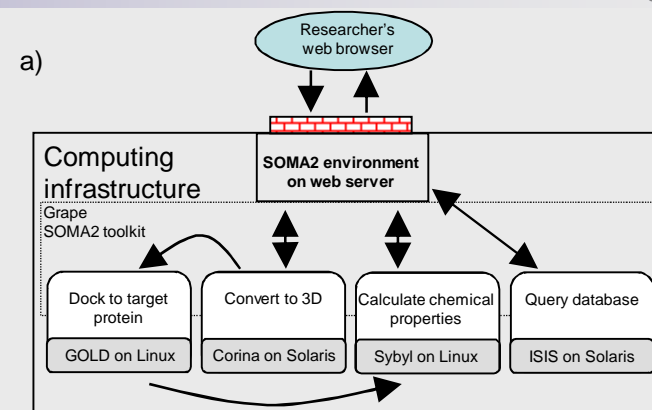 a)
Researcher's
web browser
SOMA2 environment
on web server
Computing
infrastructure
Grape
SOMA2 toolkit
Dock to target
protein
GOLD on Linux
Convert to 3D
Corina on Solaris
Calculate chemical
properties
Sybyl on Linux
Query database
ISIS on Solaris